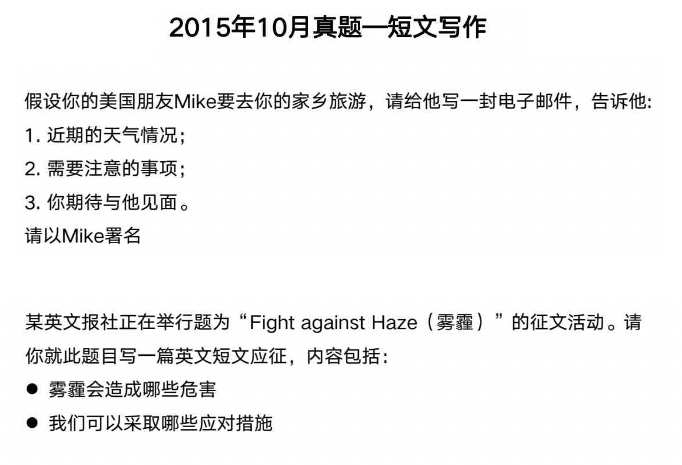 2015年10月真题—短文写作
假设你的美国朋友Mike要去你的家乡旅游，请给他写一封电子邮件，告诉他:
1. 近期的天气情况；
2. 需要注意的事项；
3. 你期待与他见面。
请以Mike署名
某英文报社正在举行题为“Fight against Haze（雾霾）”的征文活动。请
你就此题目写一篇英文短文应征，内容包括：
● 雾霾会造成哪些危害
● 我们可以采取哪些应对措施